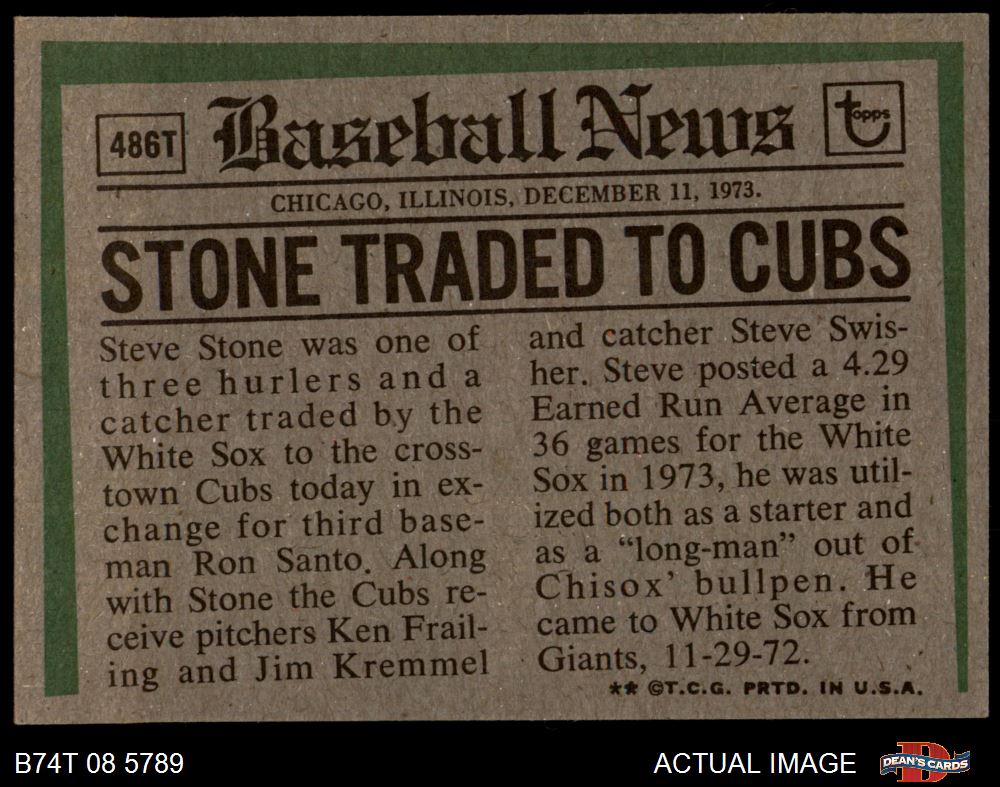 486T
Baseball News
topps
CHICAGO, ILLINOIS, DECEMBER 11, 1973.
STONE TRADED TO CUBS
Steve Stone was one of
three hurlers and a
catcher traded by the
White Sox to the cross-
town Cubs today in ex-
change for third base-
man Ron Santo. Along
with Stone the Cubs re-
ceive pitchers Ken Frail-
ing and Jim Kremmel
and catcher Steve Swis-
her. Steve posted a 4.29
Earned Run Average in
36 games for the White
Sox in 1973, he was util-
ized both as a starter and
as a “long-man” out of
Chisox’ bullpen. He
came to White Sox from
Giants, 11-29-72.
** ©T.C.G. PRTD. IN U.S.A.
B74T 08 5789
ACTUAL IMAGE
D
DEAN'S CARDS